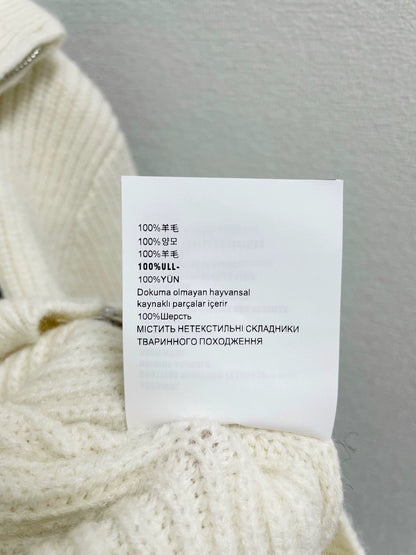 100%羊毛
100%양모
100%羊毛
100%ULL-
100%YÜN
Dokuma olmayan hayvansal
kaynaklı parçalar içerir
100%Шерсть
МІСТИТЬ НЕТЕКСТИЛЬНІ СКЛАДНИКИ
ТВАРИННОГО ПОХОДЖЕННЯ